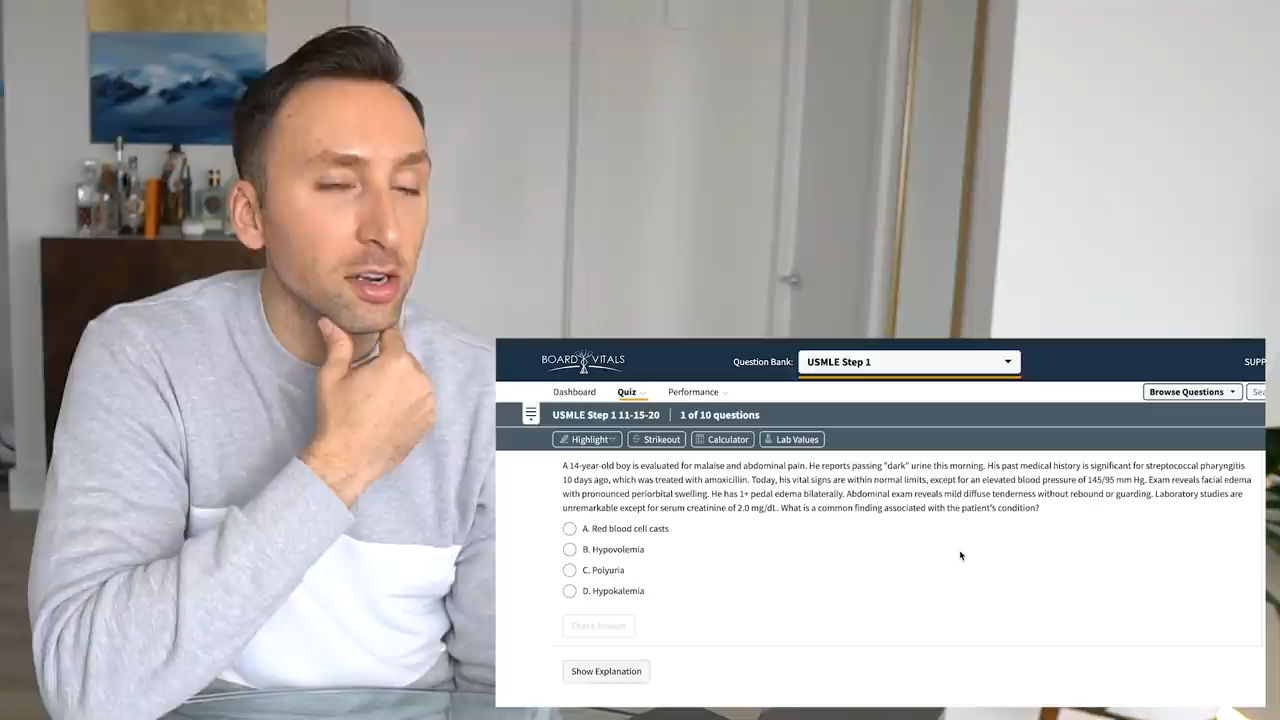 BOARD VITALS
Question Bank:
USMLE Step 1
SUPP
Dashboard
Quiz
Performance
Browse Questions
Sea
USMLE Step 1 11-15-20
1 of 10 questions
Highlight
Strikeout
Calculator
Lab Values
A 14-year-old boy is evaluated for malaise and abdominal pain. He reports passing "dark" urine this morning. His past medical history is significant for streptococcal pharyngitis
10 days ago, which was treated with amoxicillin. Today, his vital signs are within normal limits, except for an elevated blood pressure of 145/95 mm Hg. Exam reveals facial edema
with pronounced periorbital swelling. He has 1+ pedal edema bilaterally. Abdominal exam reveals mild diffuse tenderness without rebound or guarding. Laboratory studies are
unremarkable except for serum creatinine of 2.0 mg/dL. What is a common finding associated with the patient's condition?
A. Red blood cell casts
B. Hypovolemia
C. Polyuria
D. Hypokalemia
Check Answer
Show Explanation